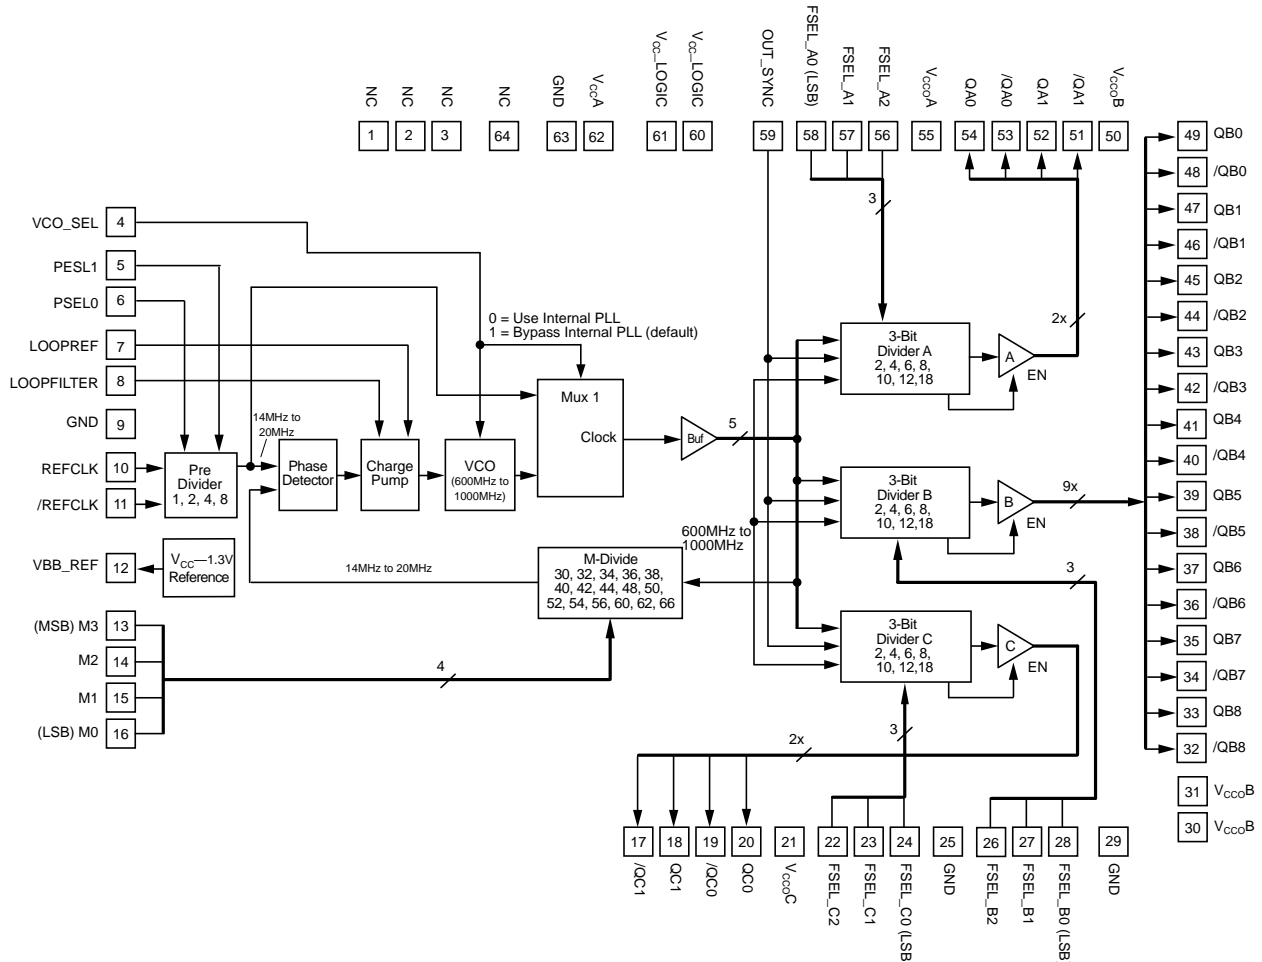 NC
NC
NC
NC
GND
VCCA
VCC_LOGIC
VCC_LOGIC
OUT_SYNC
FSEL_A0 (LSB)
FSEL_A1
FSEL_A2
VCCOA
QA0
/QA0
QA1
/QA1
VCCOB
1
2
3
64
63
62
61
60
59
58
57
56
55
54
53
52
51
50
49 QB0
48 /QB0
47 QB1
46 /QB1
45 QB2
44 /QB2
43 QB3
42 /QB3
41 QB4
40 /QB4
39 QB5
38 /QB5
37 QB6
36 /QB6
35 QB7
34 /QB7
33 QB8
32 /QB8
31 VCCOB
30 VCCOB
VCO_SEL 4
PESL1 5
PSEL0 6
LOOPREF 7
LOOPFILTER 8
GND 9
REFCLK 10
/REFCLK 11
VBB_REF 12
(MSB) M3 13
M2 14
M1 15
(LSB) M0 16
3
0 = Use Internal PLL
1 = Bypass Internal PLL (default)
14MHz to
20MHz
Pre
Divider
1, 2, 4, 8
Phase
Detector
Charge
Pump
VCO
(600MHz to
1000MHz)
Mux 1
Clock
Buf
5
VCC—1.3V
Reference
14MHz to 20MHz
M-Divide
30, 32, 34, 36, 38,
40, 42, 44, 48, 50,
52, 54, 56, 60, 62, 66
600MHz to
1000MHz
4
3-Bit
Divider A
2, 4, 6, 8,
10, 12,18
A
EN
2x
3-Bit
Divider B
2, 4, 6, 8,
10, 12,18
B
EN
9x
3
3-Bit
Divider C
2, 4, 6, 8,
10, 12,18
C
EN
3
2x
17
18
19
20
21
22
23
24
25
26
27
28
29
/QC1
QC1
/QC0
QC0
VCCOC
FSEL_C2
FSEL_C1
FSEL_C0 (LSB
GND
FSEL_B2
FSEL_B1
FSEL_B0 (LSB
GND